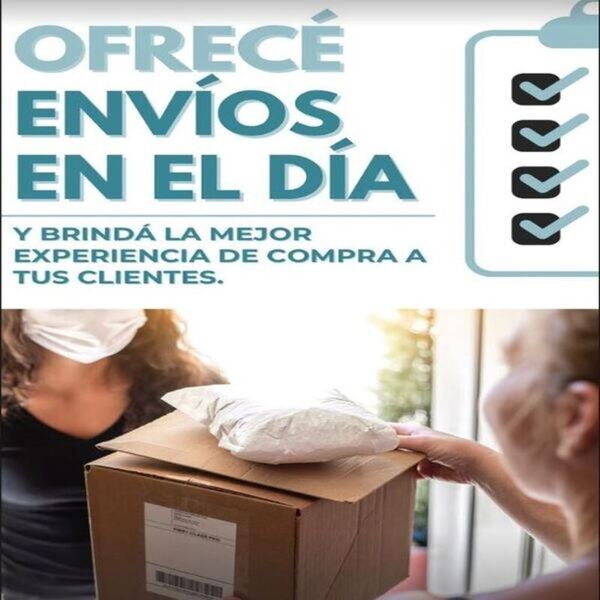 OFRECÉ
ENVÍOS
EN EL DÍA
Y BRINDÁ LA MEJOR
EXPERIENCIA DE COMPRA A
TUS CLIENTES.